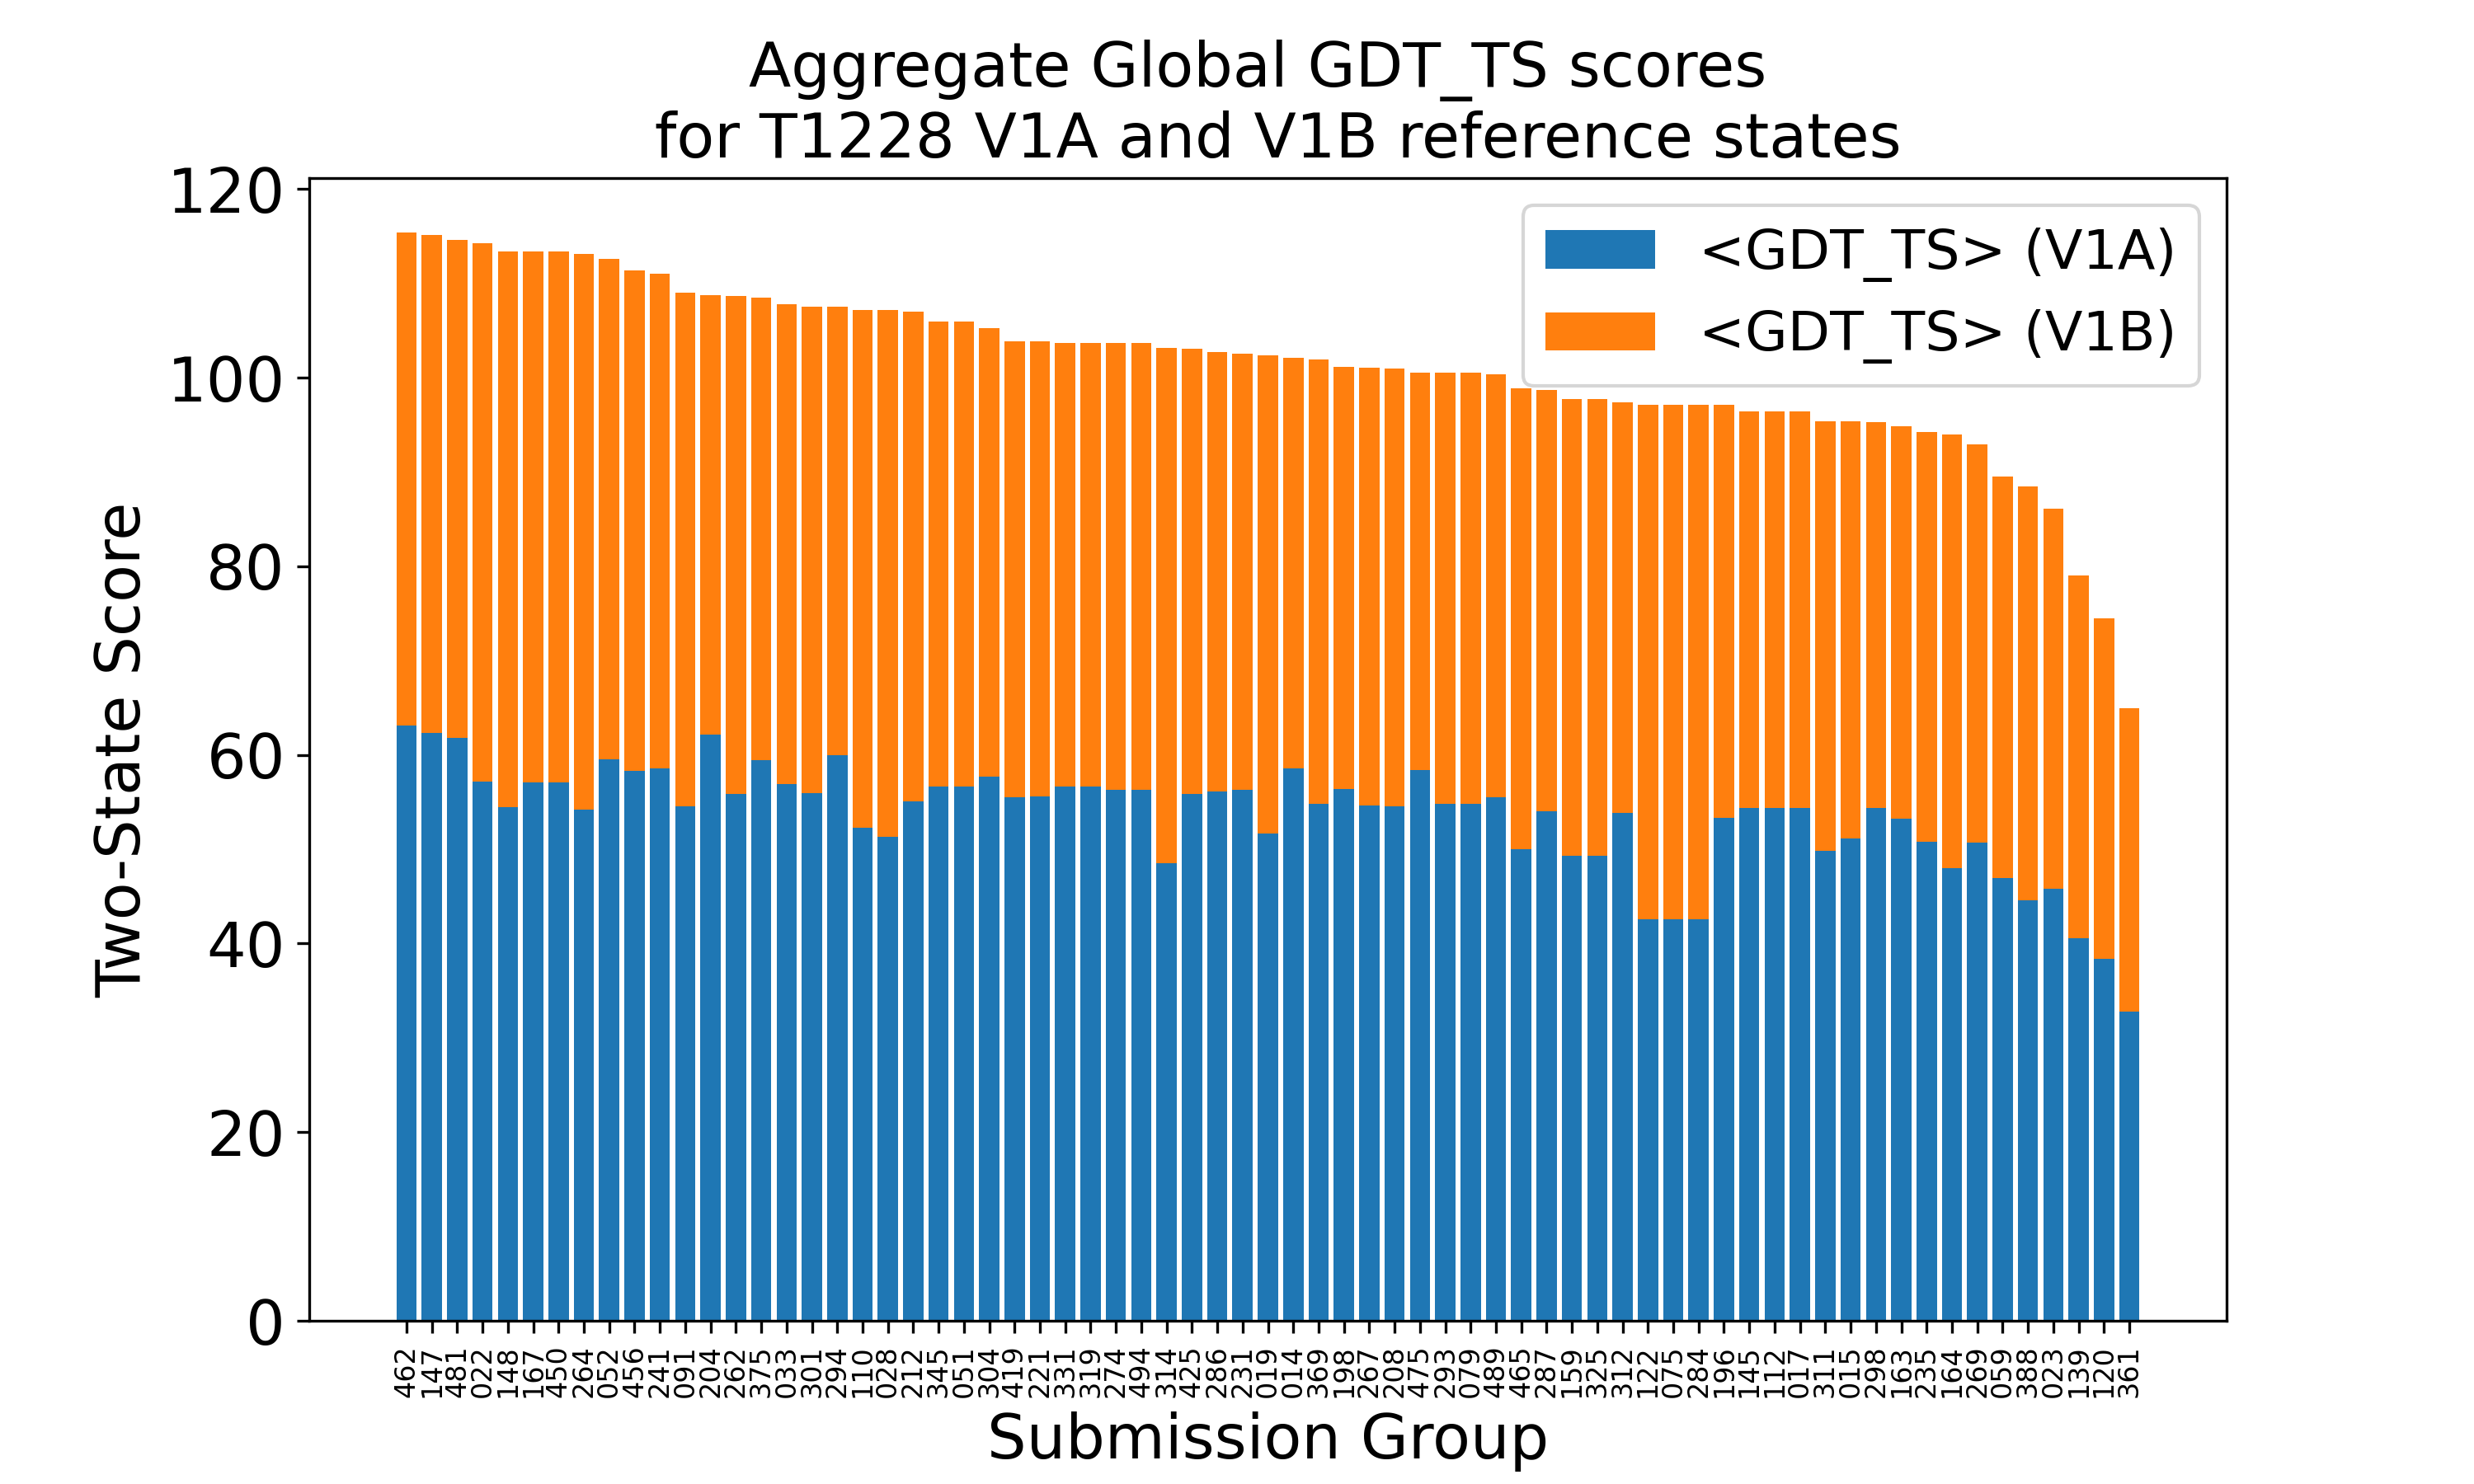 Aggregate Global GDT_TS scores
for T1228 V1A and V1B reference states
<GDT_TS> (V1A)
<GDT_TS> (V1B)
Two-State Score
120
100
80
60
40
20
0
462 147 481 022 148 167 450 264 052 456 241 091 204 262 375 033 301 294 110 028 212 345 051 304 419 221 331 319 274 494 314 425 286 231 019 014 369 198 267 208 475 293 079 489 465 287 159 325 312 122 075 284 196 145 112 017 311 015 298 163 235 164 269 059 388 023 139 120 361
Submission Group